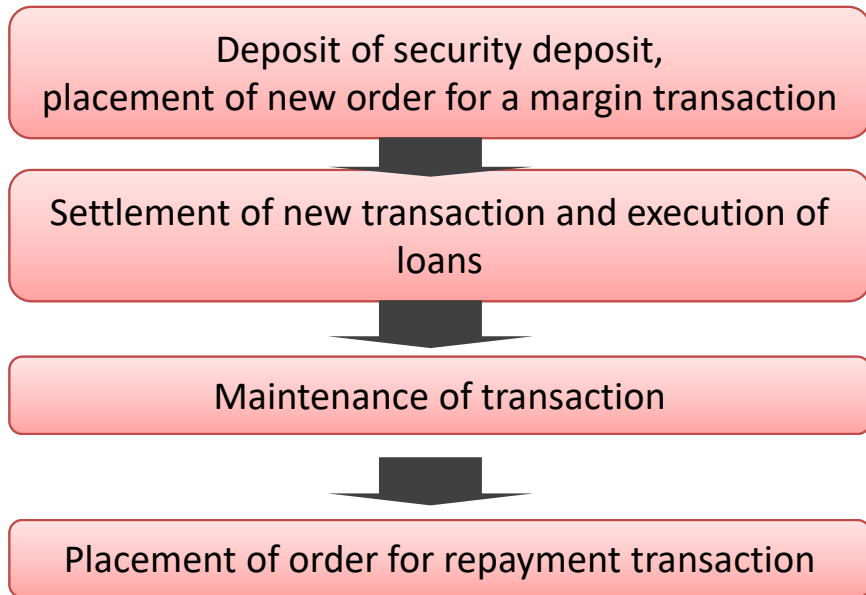 Deposit of security deposit,
placement of new order for a margin transaction
Settlement of new transaction and execution of
loans
Maintenance of transaction
Placement of order for repayment transaction